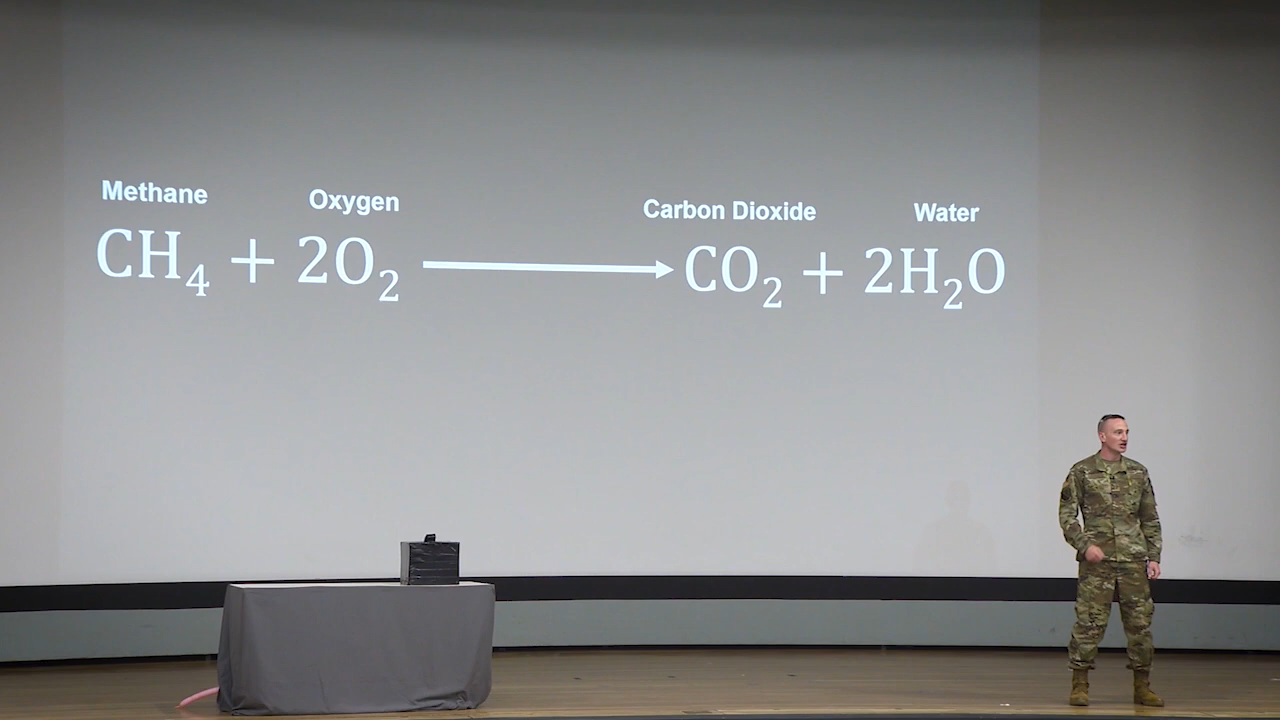 Methane Oxygen Carbon Dioxide Water
CH₄ + 2O₂ ⟶ CO₂ + 2H₂O